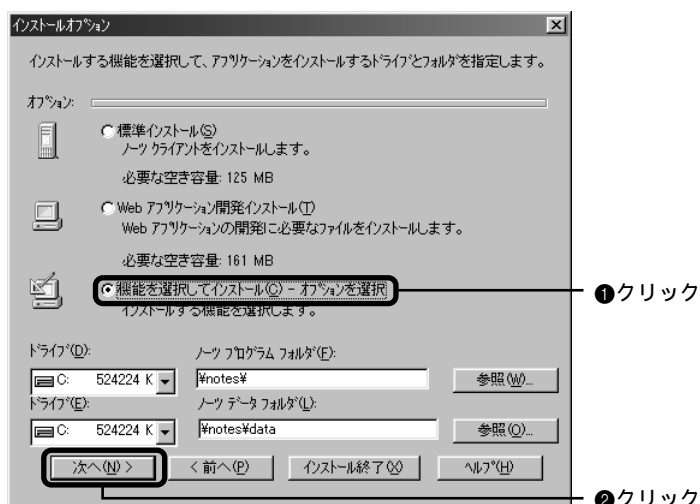 インストールオプション
インストールする機能を選択して、アプリケーションをインストールするドライブとフォルダを指定します。
オプション:
標準インストール(S)
ノーツ クライアントをインストールします。
必要な空き容量: 125 MB
Web アプリケーション開発インストール(T)
Web アプリケーションの開発に必要なファイルをインストールします。
必要な空き容量: 161 MB
機能を選択してインストール(C) - オプションを選択
❶クリック
インストールする機能を選択します。
ドライブ(D):
ノーツ プログラム フォルダ(F):
C: 524224 K
¥notes¥
参照(W)...
ドライブ(E):
ノーツ データ フォルダ(L):
C: 524224 K
¥notes¥data
参照(O)...
次へ(N) >
< 前へ(P)
インストール終了(X)
ヘルプ(H)
❷クリック